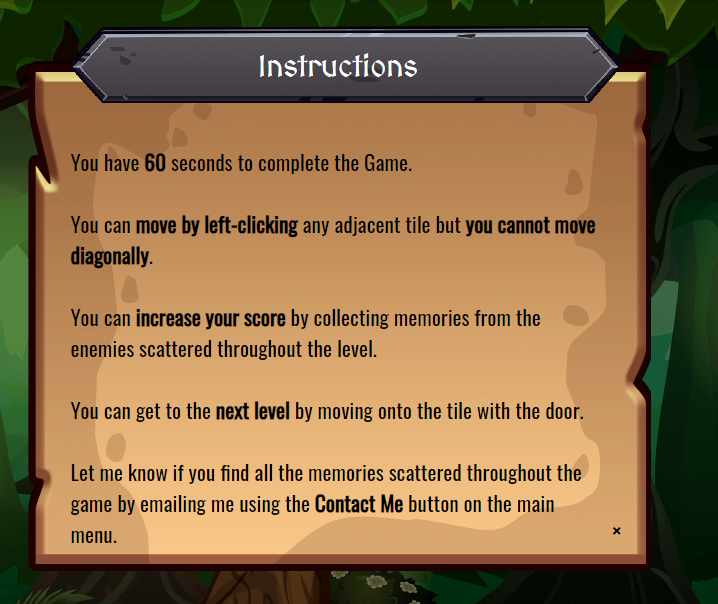 Instructions
You have 60 seconds to complete the Game.
You can move by left-clicking any adjacent tile but you cannot move
diagonally.
You can increase your score by collecting memories from the
enemies scattered throughout the level.
You can get to the next level by moving onto the tile with the door.
Let me know if you find all the memories scattered throughout the
game by emailing me using the Contact Me button on the main
menu.
×